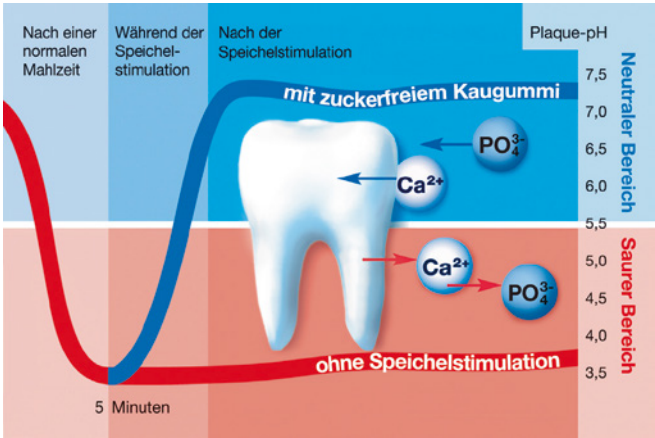 Nach einer
normalen
Mahlzeit
Während der
Speichel-
stimulation
Nach der
Speichelstimulation
Plaque-pH
mit zuckerfreiem Kaugummi
7,5
7,0
6,5
6,0
5,5
5,0
4,5
4,0
3,5
Neutraler Bereich
Saurer Bereich
PO₄³⁻
Ca²⁺
Ca²⁺
PO₄³⁻
ohne Speichelstimulation
5 Minuten